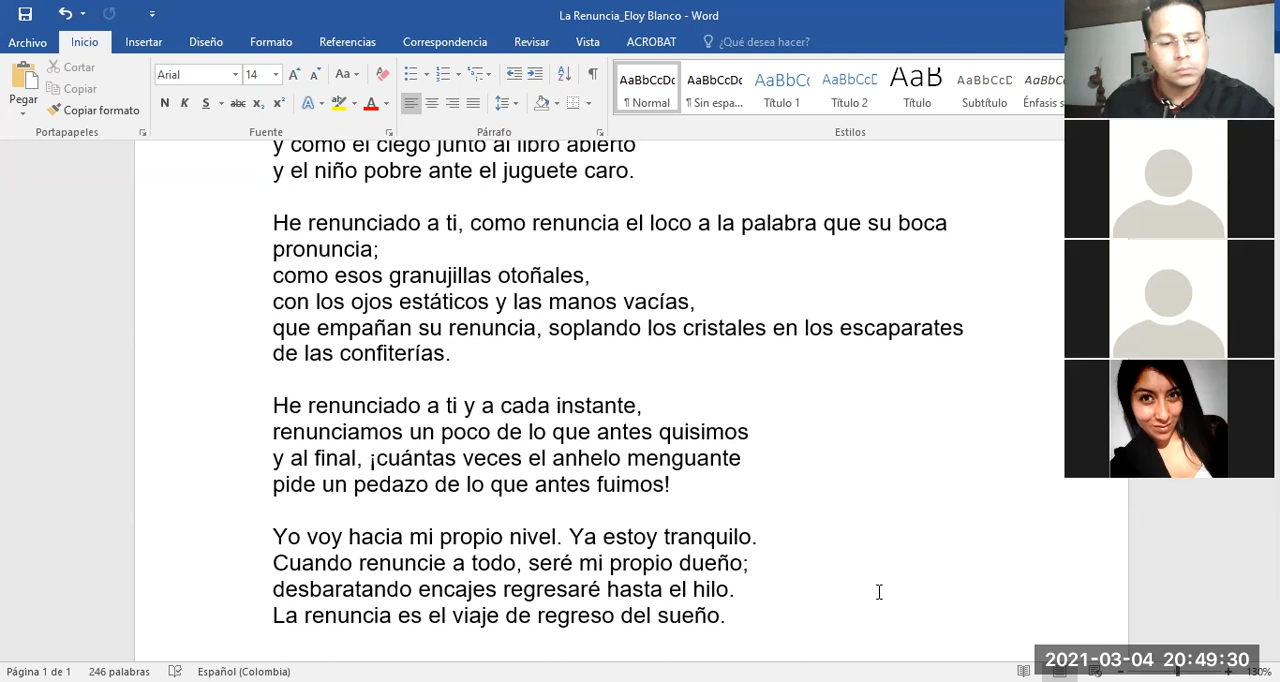 La Renuncia_Eloy Blanco - Word
Archivo Inicio Insertar Diseño Formato Referencias Correspondencia Revisar Vista ACROBAT ¿Qué desea hacer?
Pegar
Cortar
Copiar
Copiar formato
Portapapeles
Arial 14 Aa
N K S abc x₂ x² A A
Fuente
Párrafo
AaBbCcDc AaBbCcDc AaBbCc AaBbCcD AaB AaBbCcD AaBbCcD
¶ Normal ¶ Sin espa... Título 1 Título 2 Título Subtítulo Énfasis s
Estilos
y como el ciego junto al libro abierto
y el niño pobre ante el juguete caro.
He renunciado a ti, como renuncia el loco a la palabra que su boca
pronuncia;
como esos granujillas otoñales,
con los ojos estáticos y las manos vacías,
que empañan su renuncia, soplando los cristales en los escaparates
de las confiterías.
He renunciado a ti y a cada instante,
renunciamos un poco de lo que antes quisimos
y al final, ¡cuántas veces el anhelo menguante
pide un pedazo de lo que antes fuimos!
Yo voy hacia mi propio nivel. Ya estoy tranquilo.
Cuando renuncie a todo, seré mi propio dueño;
desbaratando encajes regresaré hasta el hilo.
La renuncia es el viaje de regreso del sueño.
Página 1 de 1 246 palabras Español (Colombia) 130%
2021-03-04 20:49:30